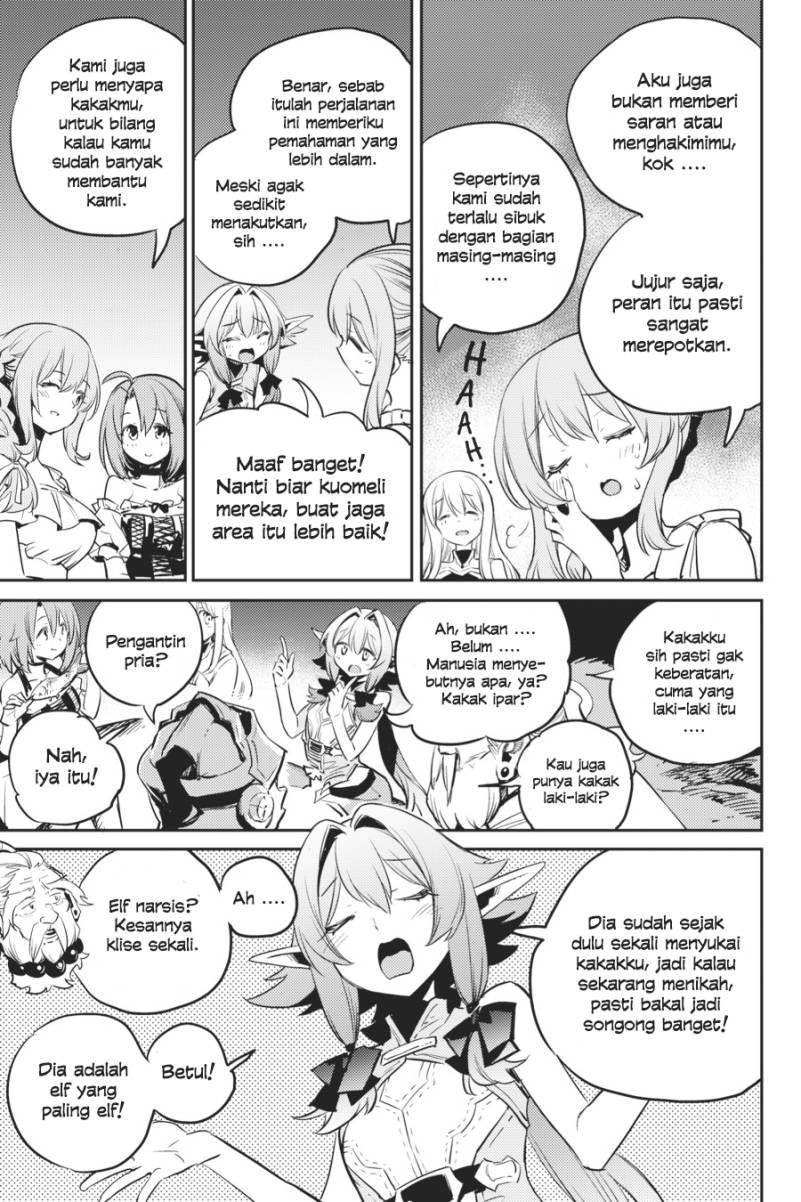 Aku juga
bukan memberi
saran atau
menghakimimu,
kok ....
Jujur saja,
peran itu pasti
sangat
merepotkan.
Sepertinya
kami sudah
terlalu sibuk
dengan bagian
masing-masing
....
HAAH...
Benar, sebab
itulah perjalanan
ini memberiku
pemahaman yang
lebih dalam.
Meski agak
sedikit
menakutkan,
sih ....
Maaf banget!
Nanti biar kuomeli
mereka, buat jaga
area itu lebih baik!
Kami juga
perlu menyapa
kakakmu,
untuk bilang
kalau kamu
sudah banyak
membantu
kami.
Kakakku
sih pasti gak
keberatan,
cuma yang
laki-laki itu
....
Kau juga
punya kakak
laki-laki?
Ah, bukan ....
Belum ....
Manusia menye-
butnya apa, ya?
Kakak ipar?
Pengantin
pria?
Nah,
iya itu!
Dia sudah sejak
dulu sekali menyukai
kakakku, jadi kalau
sekarang menikah,
pasti bakal jadi
songong banget!
Ah ....
Elf narsis?
Kesannya
klise sekali.
Betul!
Dia adalah
elf yang
paling elf!